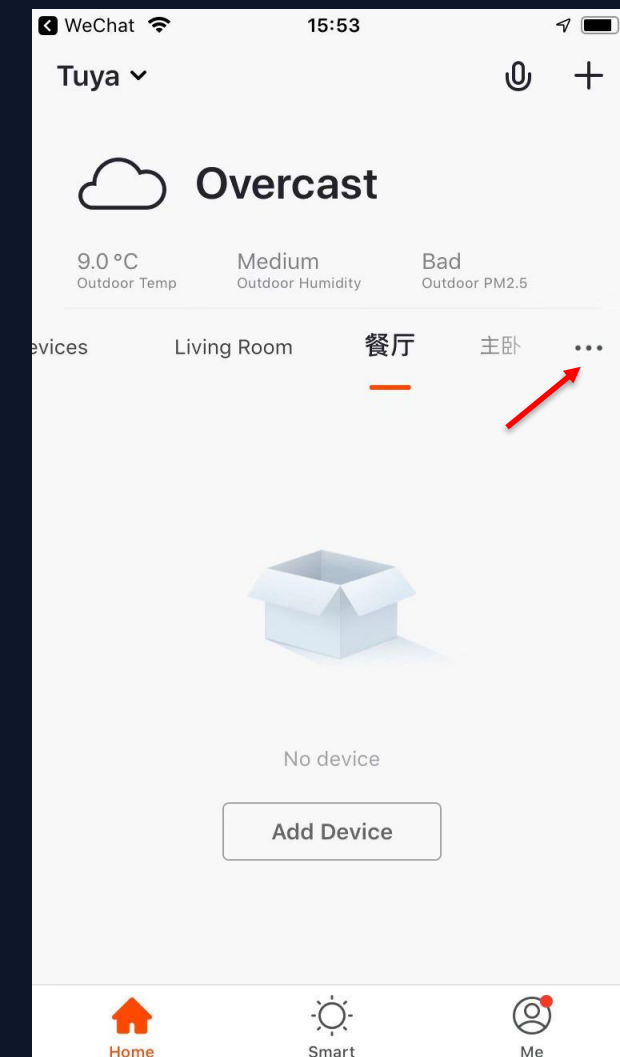 WeChat 15:53
Tuya
Overcast
9.0 °C Medium Bad
Outdoor Temp Outdoor Humidity Outdoor PM2.5
evices Living Room 餐厅 主卧
No device
Add Device
Home Smart Me